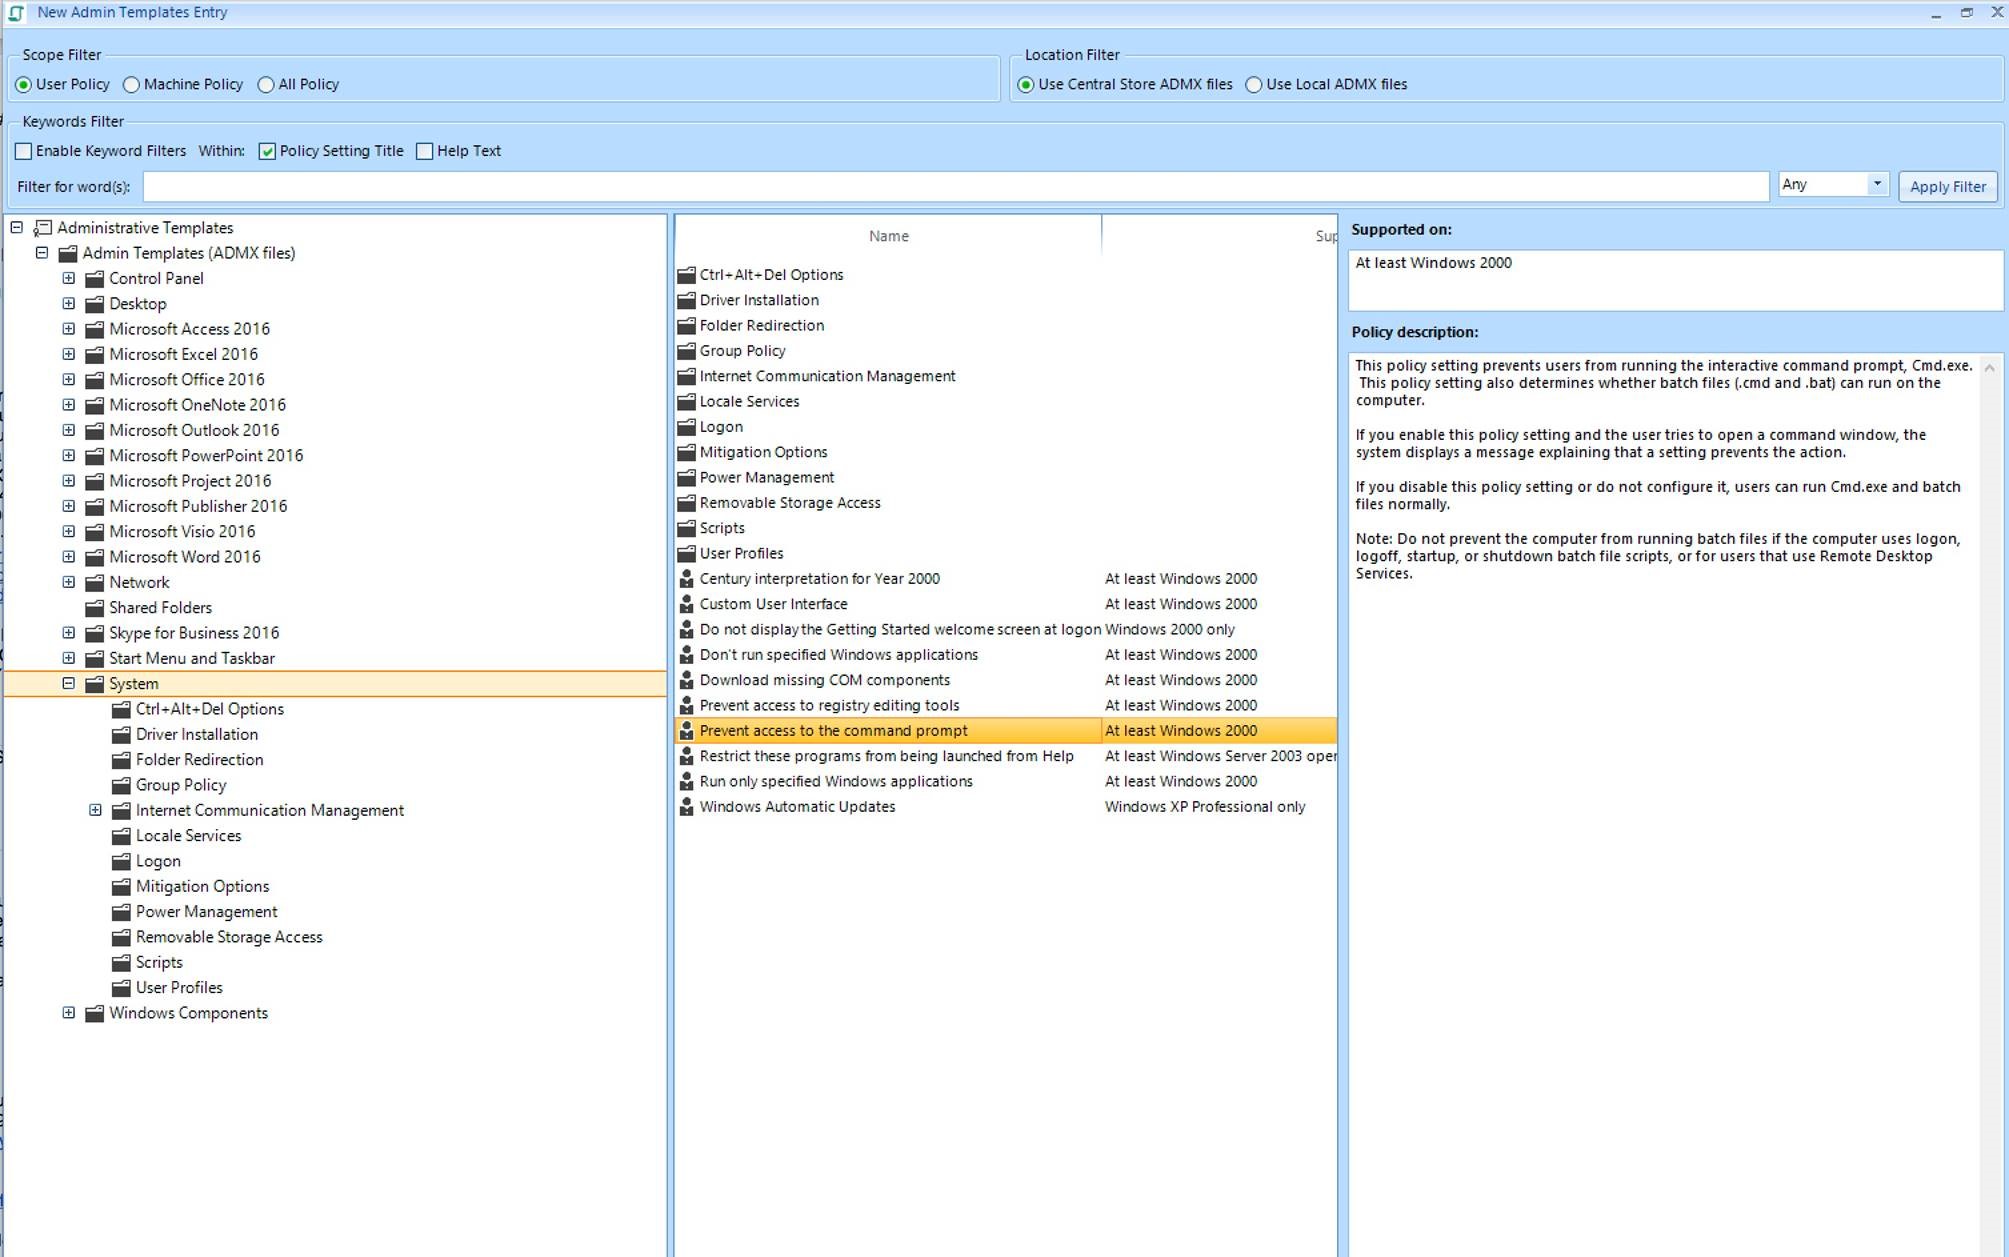 New Admin Templates Entry
Scope Filter
User Policy Machine Policy All Policy
Location Filter
Use Central Store ADMX files Use Local ADMX files
Keywords Filter
Enable Keyword Filters Within: Policy Setting Title Help Text
Filter for word(s): Any Apply Filter
Administrative Templates
Admin Templates (ADMX files)
Control Panel
Desktop
Microsoft Access 2016
Microsoft Excel 2016
Microsoft Office 2016
Microsoft OneNote 2016
Microsoft Outlook 2016
Microsoft PowerPoint 2016
Microsoft Project 2016
Microsoft Publisher 2016
Microsoft Visio 2016
Microsoft Word 2016
Network
Shared Folders
Skype for Business 2016
Start Menu and Taskbar
System
Ctrl+Alt+Del Options
Driver Installation
Folder Redirection
Group Policy
Internet Communication Management
Locale Services
Logon
Mitigation Options
Power Management
Removable Storage Access
Scripts
User Profiles
Windows Components
Name Sup
Ctrl+Alt+Del Options
Driver Installation
Folder Redirection
Group Policy
Internet Communication Management
Locale Services
Logon
Mitigation Options
Power Management
Removable Storage Access
Scripts
User Profiles
Century interpretation for Year 2000 At least Windows 2000
Custom User Interface At least Windows 2000
Do not display the Getting Started welcome screen at logon Windows 2000 only
Don't run specified Windows applications At least Windows 2000
Download missing COM components At least Windows 2000
Prevent access to registry editing tools At least Windows 2000
Prevent access to the command prompt At least Windows 2000
Restrict these programs from being launched from Help At least Windows Server 2003 oper
Run only specified Windows applications At least Windows 2000
Windows Automatic Updates Windows XP Professional only
Supported on:
At least Windows 2000
Policy description:
This policy setting prevents users from running the interactive command prompt, Cmd.exe.
This policy setting also determines whether batch files (.cmd and .bat) can run on the
computer.
If you enable this policy setting and the user tries to open a command window, the
system displays a message explaining that a setting prevents the action.
If you disable this policy setting or do not configure it, users can run Cmd.exe and batch
files normally.
Note: Do not prevent the computer from running batch files if the computer uses logon,
logoff, startup, or shutdown batch file scripts, or for users that use Remote Desktop
Services.